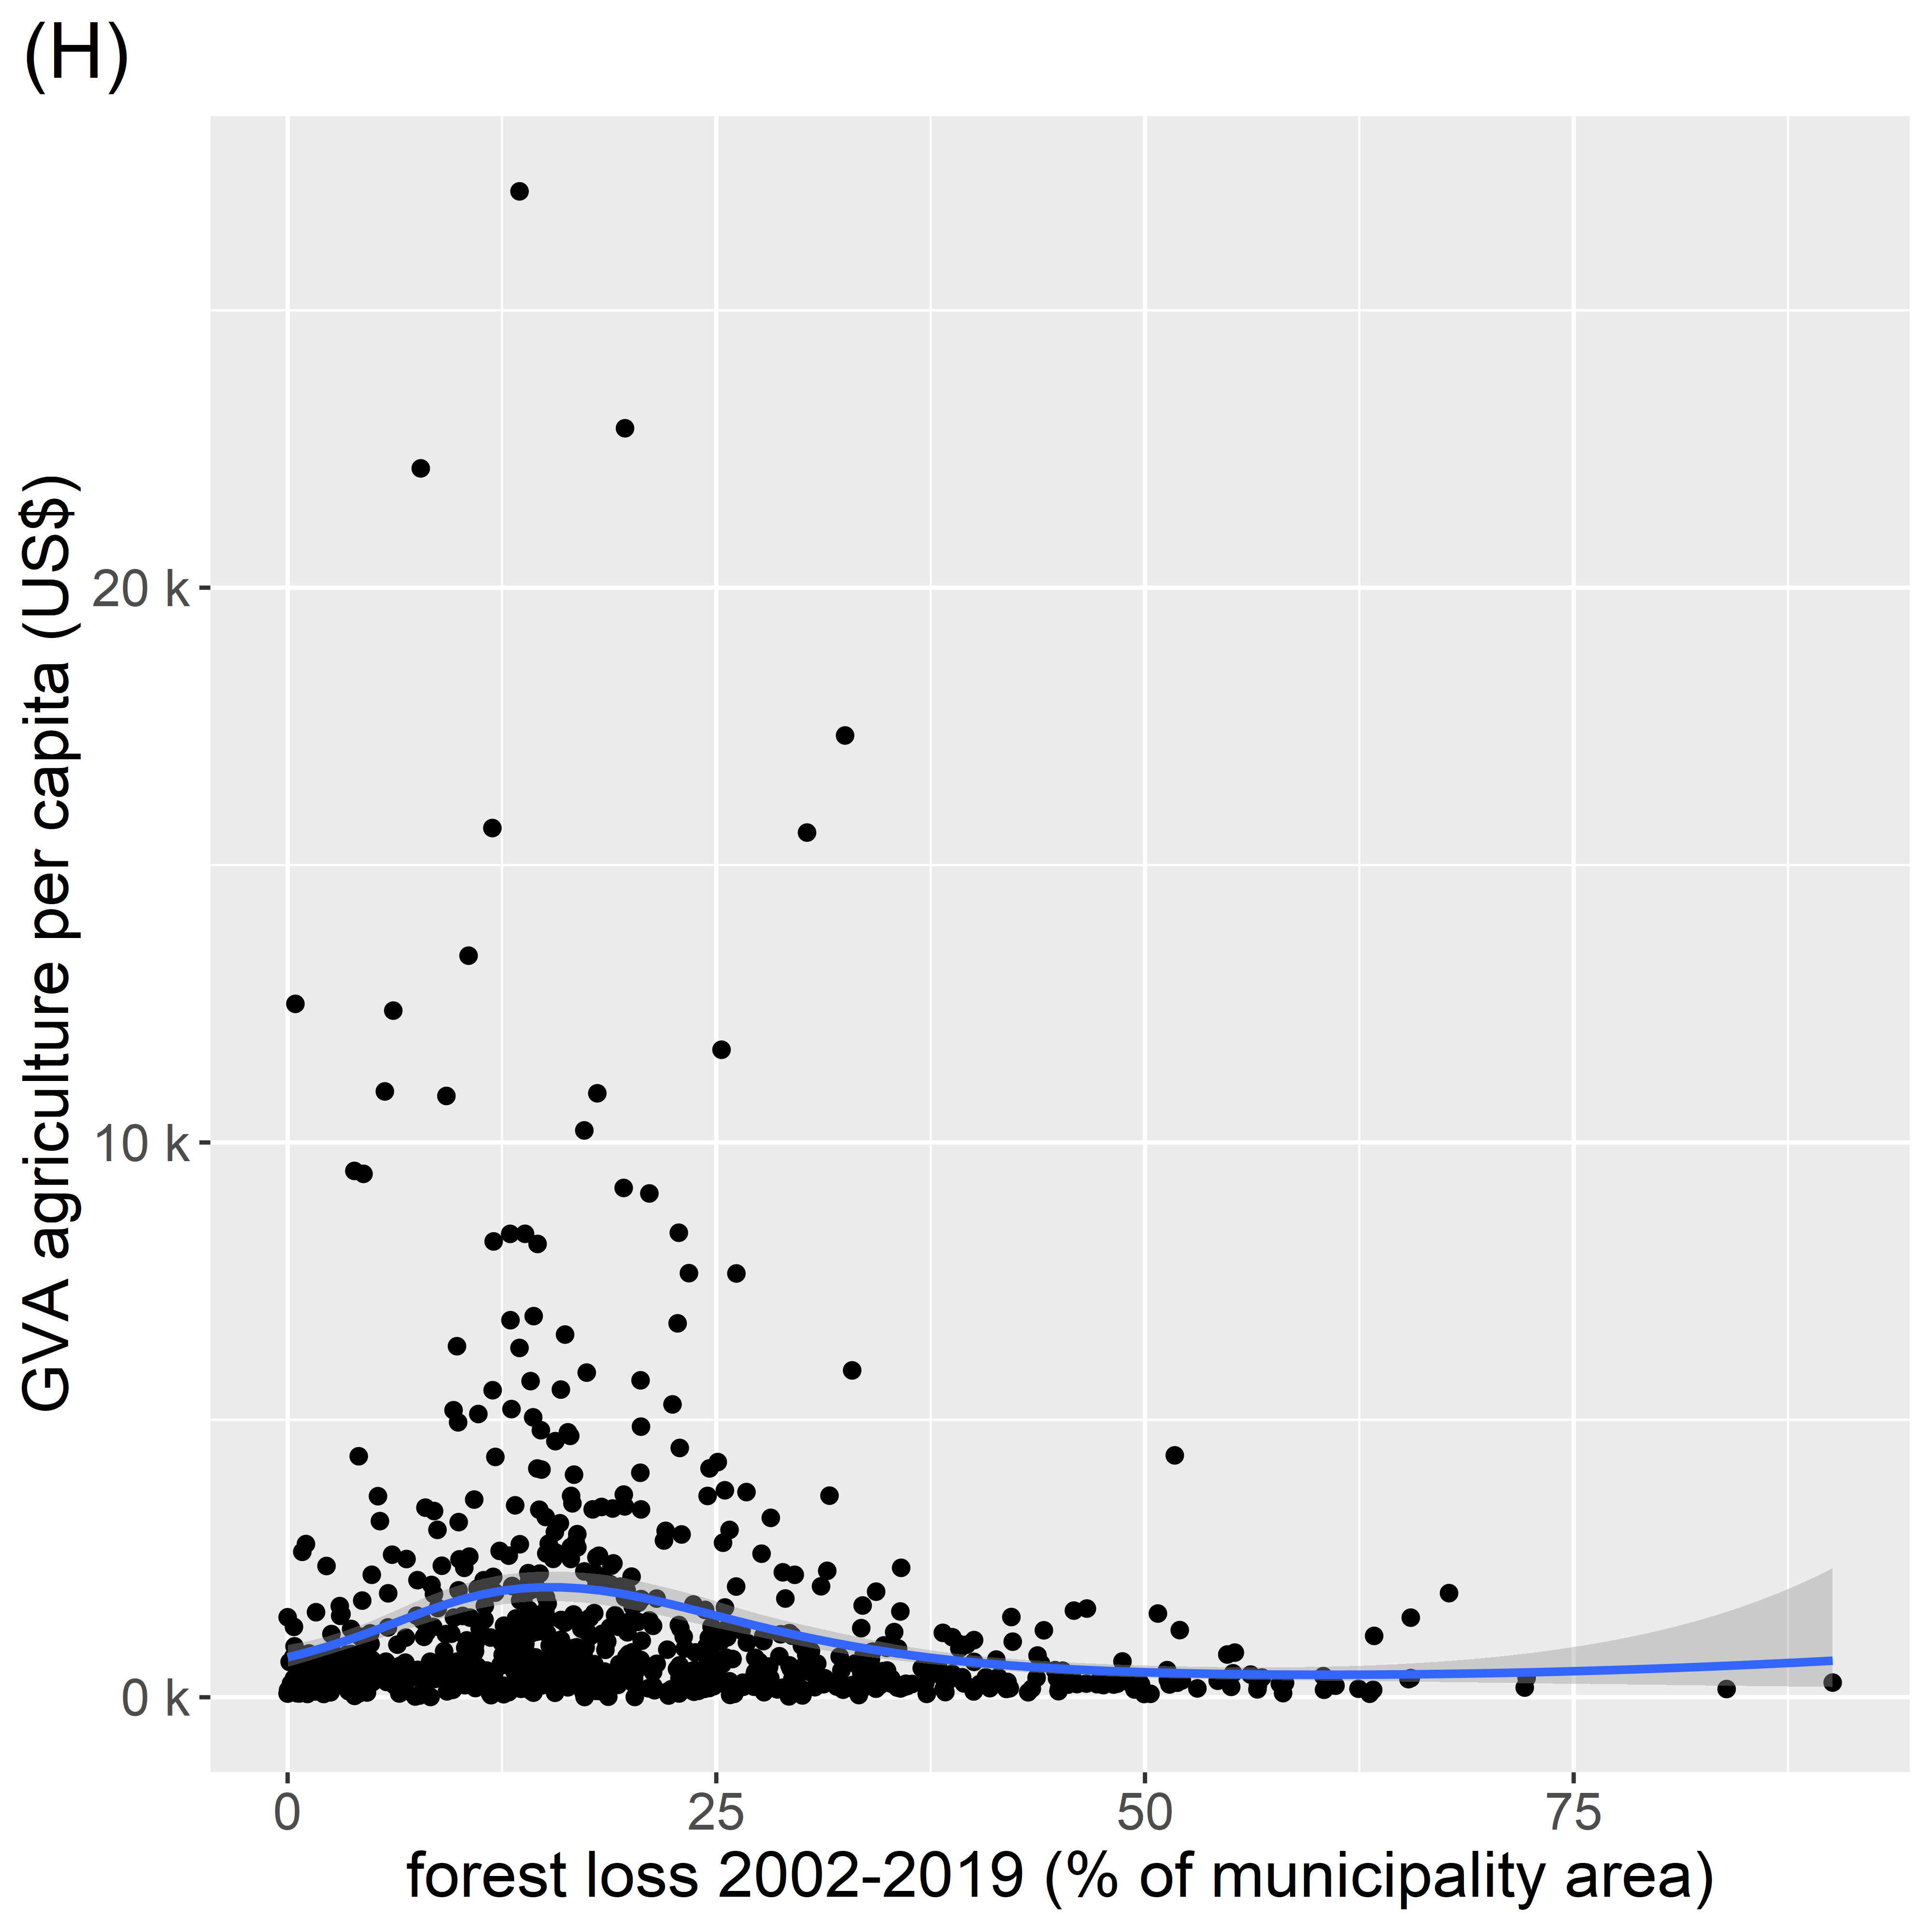 (H)
GVA agriculture per capita (US$)
20 k
10 k
0 k
0 25 50 75
forest loss 2002-2019 (% of municipality area)